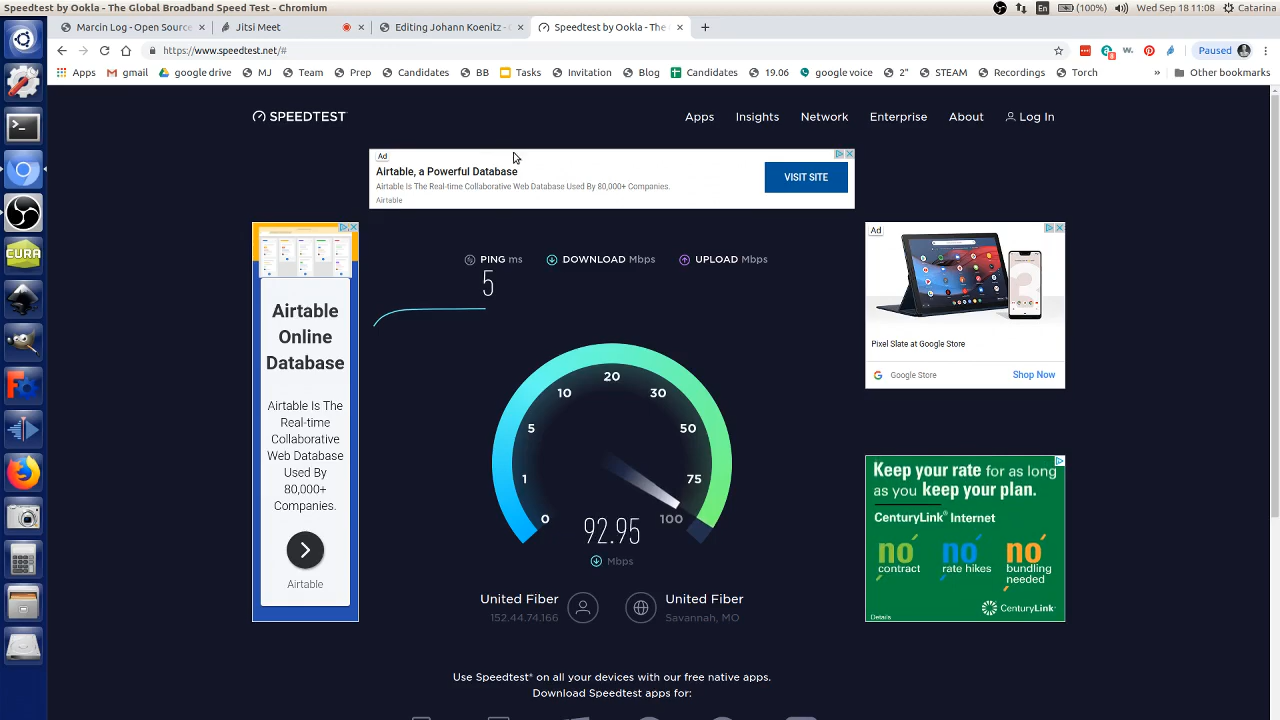 Speedtest by Ookla - The Global Broadband Speed Test - Chromium
En (100%) Wed Sep 18 11:08 Catarina
Marcin Log - Open Source
Jitsi Meet
Editing Johann Koenitz -
Speedtest by Ookla - The
https://www.speedtest.net/#
8
W.
Paused
Apps gmail google drive MJ Team Prep Candidates BB Tasks Invitation Blog Candidates 19.06 google voice 2" STEAM Recordings Torch » Other bookmarks
SPEEDTEST
Apps Insights Network Enterprise About Log In
Ad
Airtable, a Powerful Database
Airtable Is The Real-time Collaborative Web Database Used By 80,000+ Companies.
Airtable
VISIT SITE
Airtable
Online
Database
Airtable Is The
Real-time
Collaborative
Web Database
Used By
80,000+
Companies.
Airtable
PING ms DOWNLOAD Mbps UPLOAD Mbps
5
20
10 30
5 50
1 75
0 100
92.95
Mbps
United Fiber
152.44.74.166
United Fiber
Savannah, MO
Ad
Pixel Slate at Google Store
Google Store Shop Now
Keep your rate for as long
as you keep your plan.
CenturyLink® Internet
no no no
contract rate hikes bundling
needed
CenturyLink®
Details
Use Speedtest® on all your devices with our free native apps.
Download Speedtest apps for:
CURA